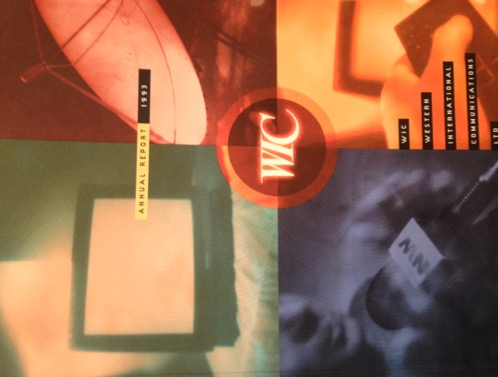 ANNUAL REPORT 1993
WIC
WIC
WESTERN
INTERNATIONAL
COMMUNICATIONS
LTD